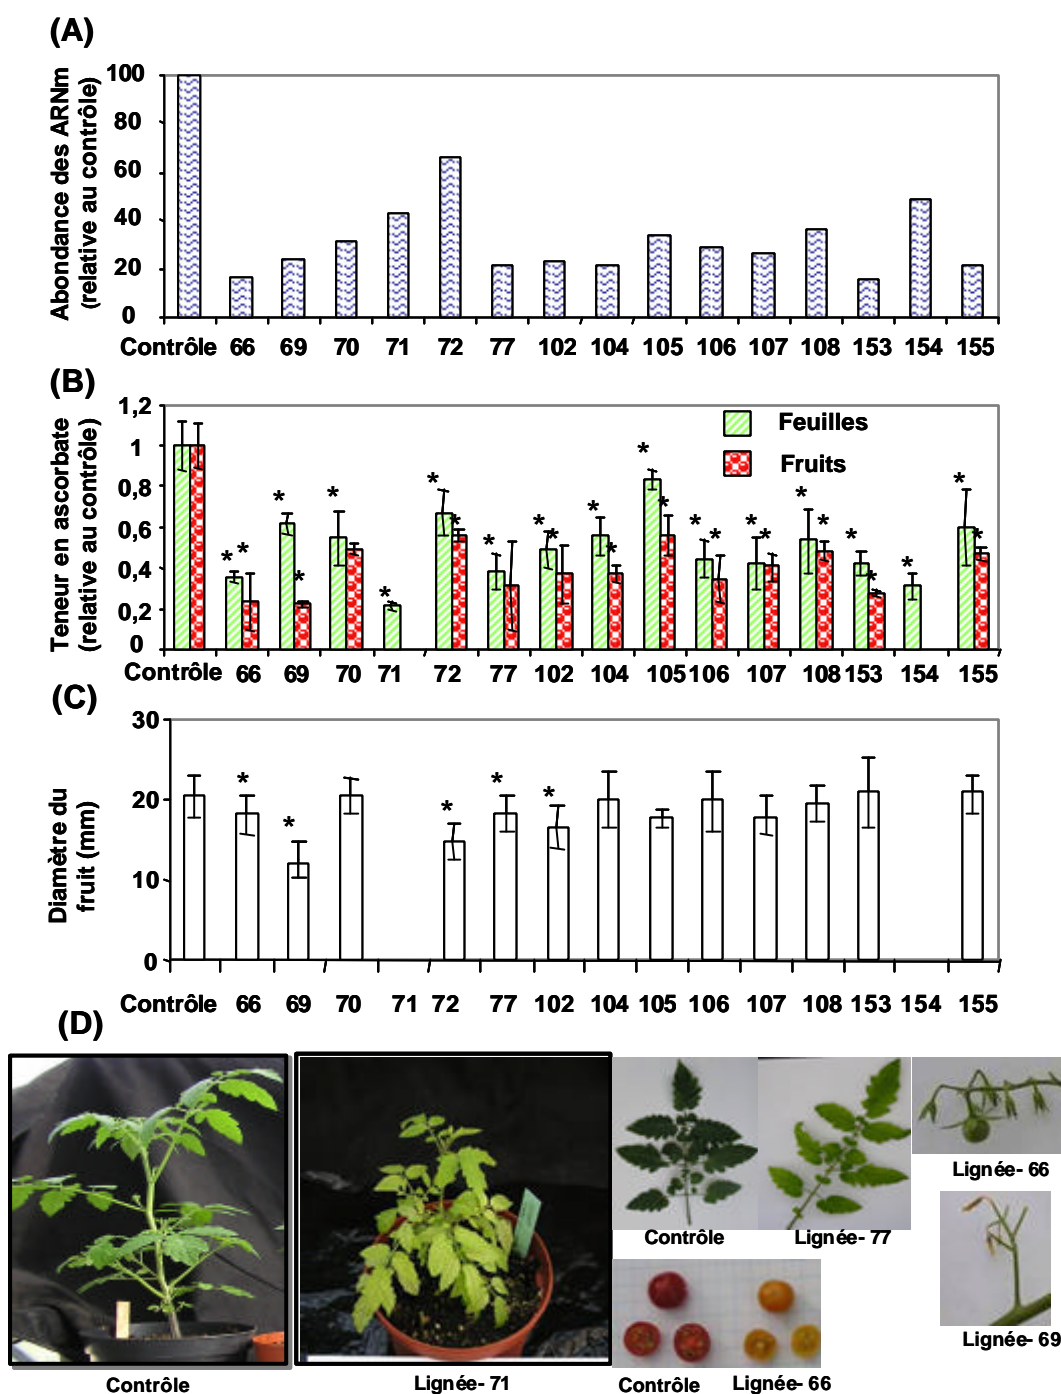 (A)
Abondance des ARNm
(relative au contrôle)
100
80
60
40
20
0
Contrôle 66 69 70 71 72 77 102 104 105 106 107 108 153 154 155
(B)
Teneur en ascorbate
(relative au contrôle)
1,2
1
0,8
0,6
0,4
0,2
0
Feuilles
Fruits
* * * * * * * * * * * * * * * * * * * * * * * * *
Contrôle 66 69 70 71 72 77 102 104 105 106 107 108 153 154 155
(C)
Diamètre du
fruit (mm)
30
20
10
0
* * * * *
Contrôle 66 69 70 71 72 77 102 104 105 106 107 108 153 154 155
(D)
Contrôle
Lignée- 71
Contrôle
Lignée- 77
Lignée- 66
Lignée- 69
Contrôle
Lignée- 66